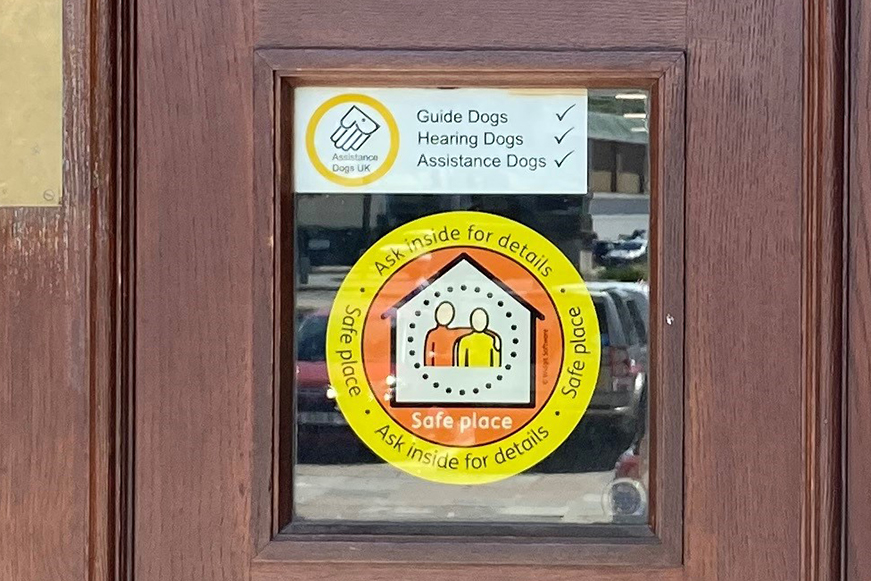 Assistance
Dogs UK
Guide Dogs ✓
Hearing Dogs ✓
Assistance Dogs ✓
Ask inside for details
Safe place
Safe place
Safe place
Ask inside for details